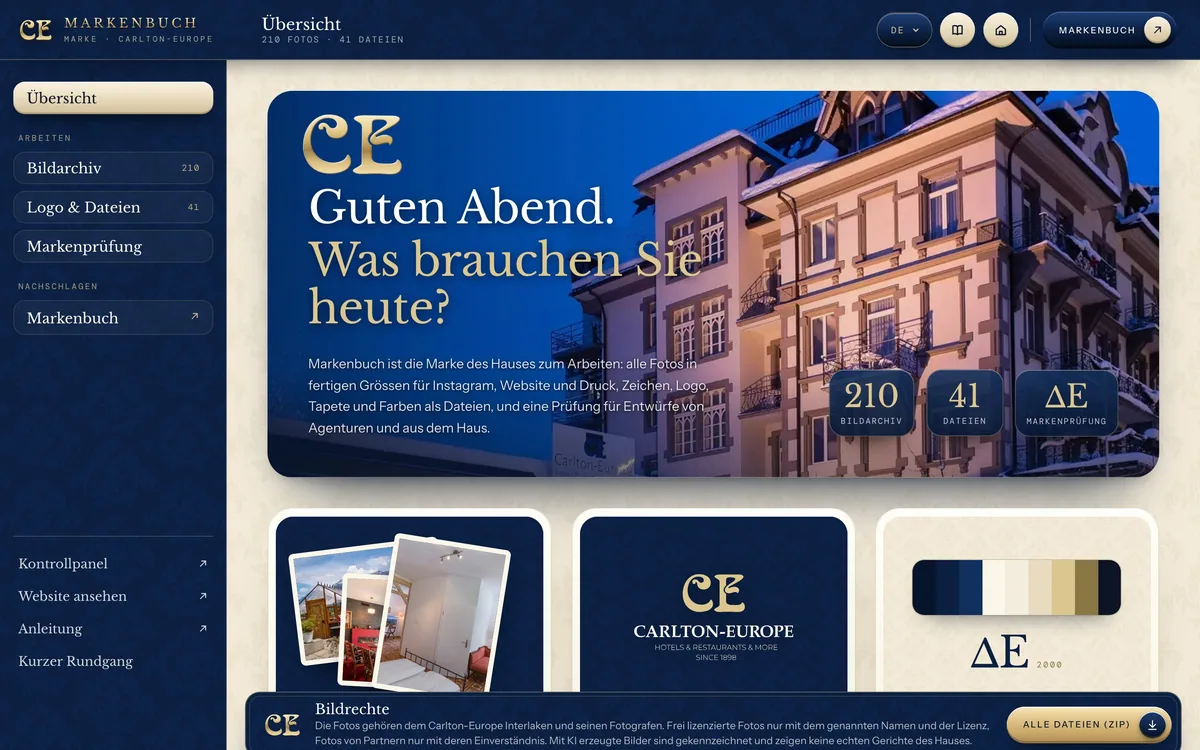 CE MARKENBUCH
MARKE · CARLTON-EUROPE
Übersicht
210 FOTOS · 41 DATEIEN
DE
MARKENBUCH
Übersicht
ARBEITEN
Bildarchiv 210
Logo & Dateien 41
Markenprüfung
NACHSCHLAGEN
Markenbuch
Kontrollpanel
Website ansehen
Anleitung
Kurzer Rundgang
CE
Guten Abend.
Was brauchen Sie
heute?
Markenbuch ist die Marke des Hauses zum Arbeiten: alle Fotos in
fertigen Grössen für Instagram, Website und Druck, Zeichen, Logo,
Tapete und Farben als Dateien, und eine Prüfung für Entwürfe von
Agenturen und aus dem Haus.
210
BILDARCHIV
41
DATEIEN
ΔE
MARKENPRÜFUNG
Carlton-Eur
CE
CARLTON-EUROPE
HOTELS & RESTAURANTS & MORE
SINCE 1898
ΔE 2000
CE
Bildrechte
Die Fotos gehören dem Carlton-Europe Interlaken und seinen Fotografen. Frei lizenzierte Fotos nur mit dem genannten Namen und der Lizenz,
Fotos von Partnern nur mit deren Einverständnis. Mit KI erzeugte Bilder sind gekennzeichnet und zeigen keine echten Gerichte des Hauses.
ALLE DATEIEN (ZIP)